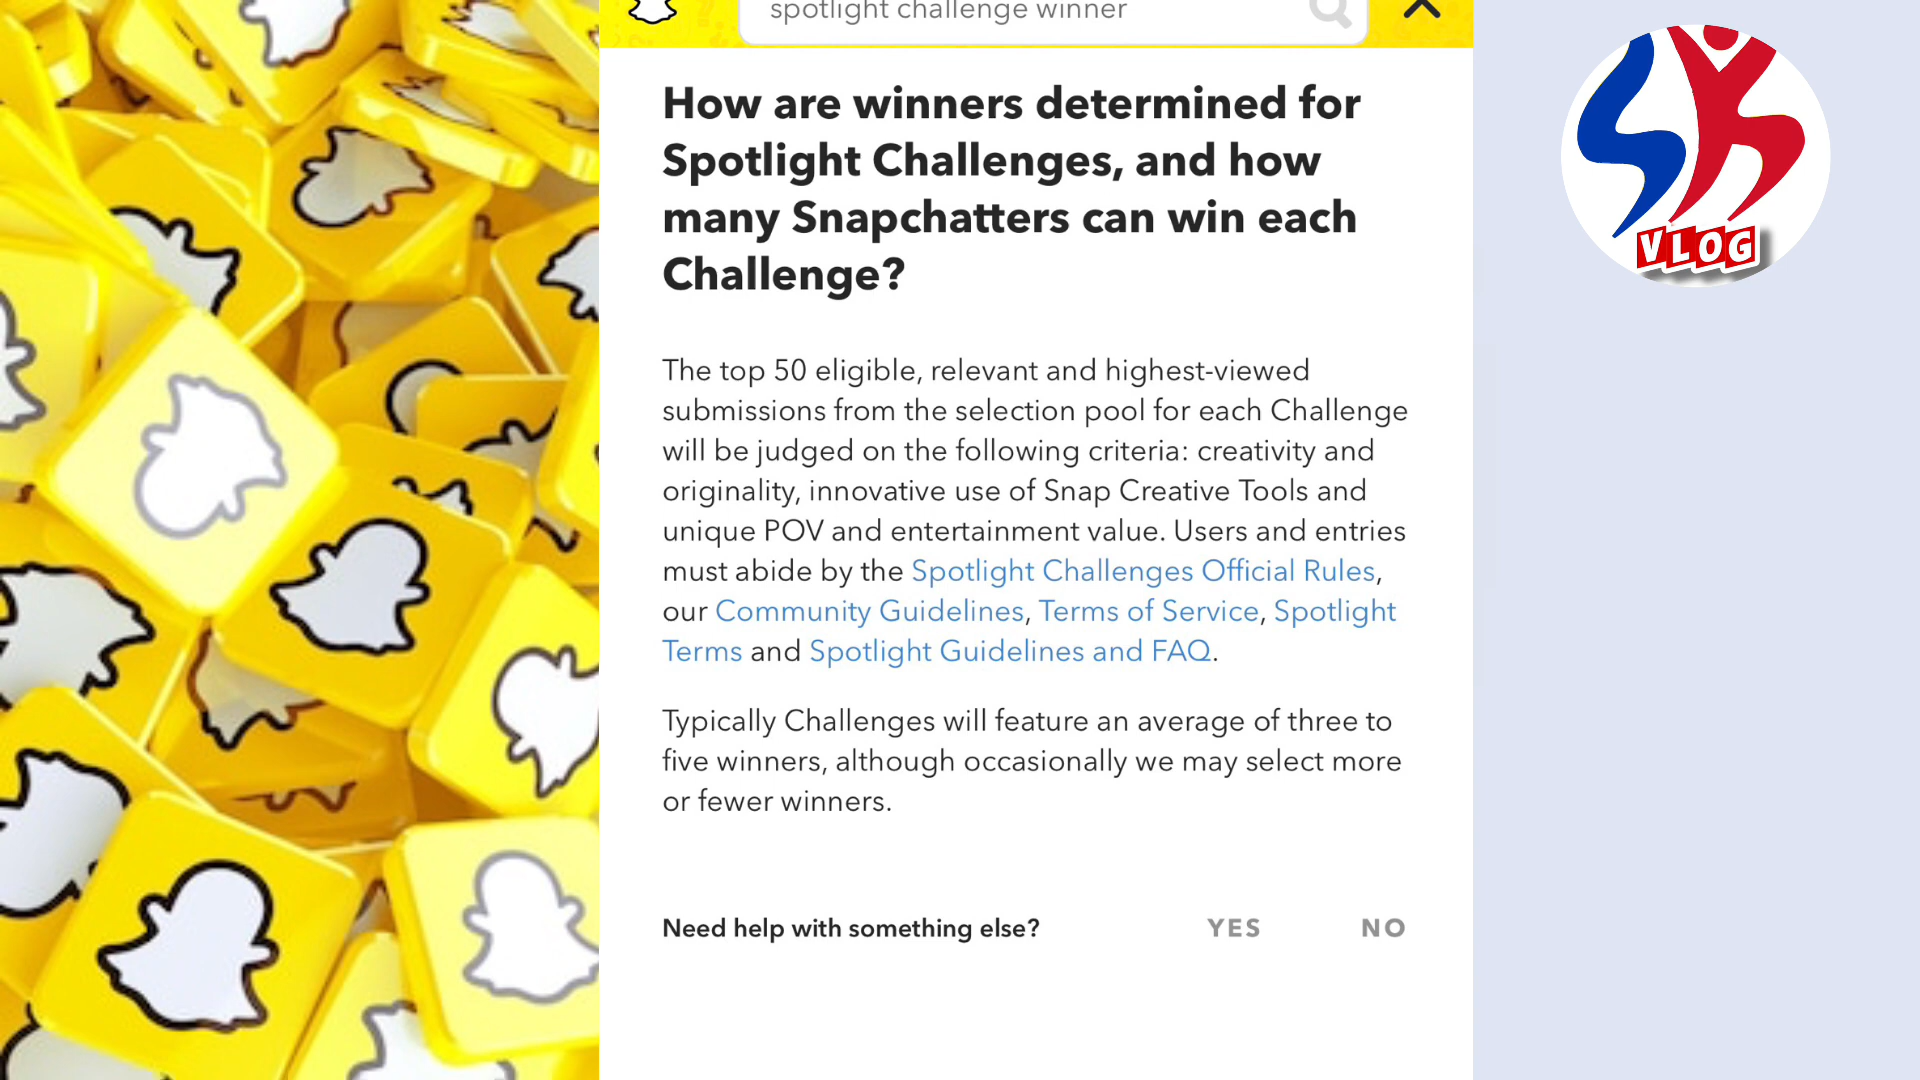 spotlight challenge winner
How are winners determined for
Spotlight Challenges, and how
many Snapchatters can win each
Challenge?
The top 50 eligible, relevant and highest-viewed
submissions from the selection pool for each Challenge
will be judged on the following criteria: creativity and
originality, innovative use of Snap Creative Tools and
unique POV and entertainment value. Users and entries
must abide by the Spotlight Challenges Official Rules,
our Community Guidelines, Terms of Service, Spotlight
Terms and Spotlight Guidelines and FAQ.
Typically Challenges will feature an average of three to
five winners, although occasionally we may select more
or fewer winners.
Need help with something else? YES NO
VLOG